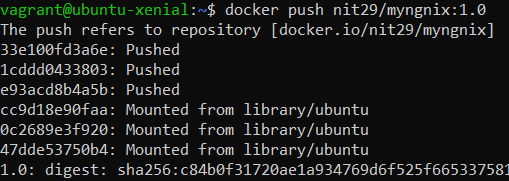 vagrant@ubuntu-xenial:~$ docker push nit29/myngnix:1.0
The push refers to repository [docker.io/nit29/myngnix]
33e100fd3a6e: Pushed
1cddd0433803: Pushed
e93acd8b4a5b: Pushed
cc9d18e90faa: Mounted from library/ubuntu
0c2689e3f920: Mounted from library/ubuntu
47dde53750b4: Mounted from library/ubuntu
1.0: digest: sha256:c84b0f31720ae1a934769d6f525f665337581